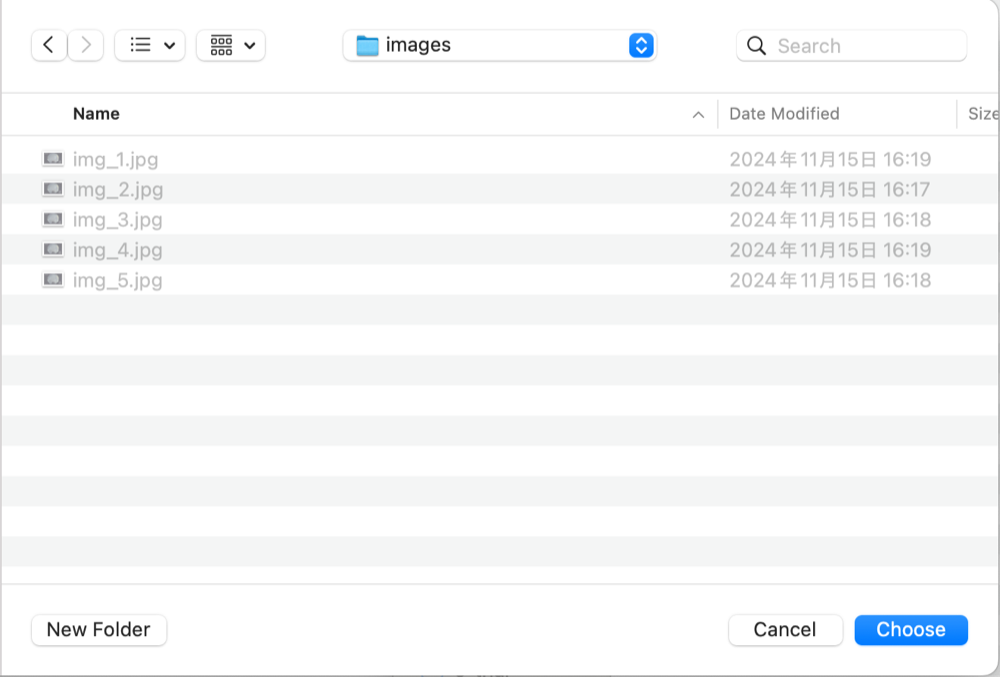 images
Search
Name Date Modified Size
img_1.jpg 2024年11月15日 16:19
img_2.jpg 2024年11月15日 16:17
img_3.jpg 2024年11月15日 16:18
img_4.jpg 2024年11月15日 16:19
img_5.jpg 2024年11月15日 16:18
New Folder Cancel Choose